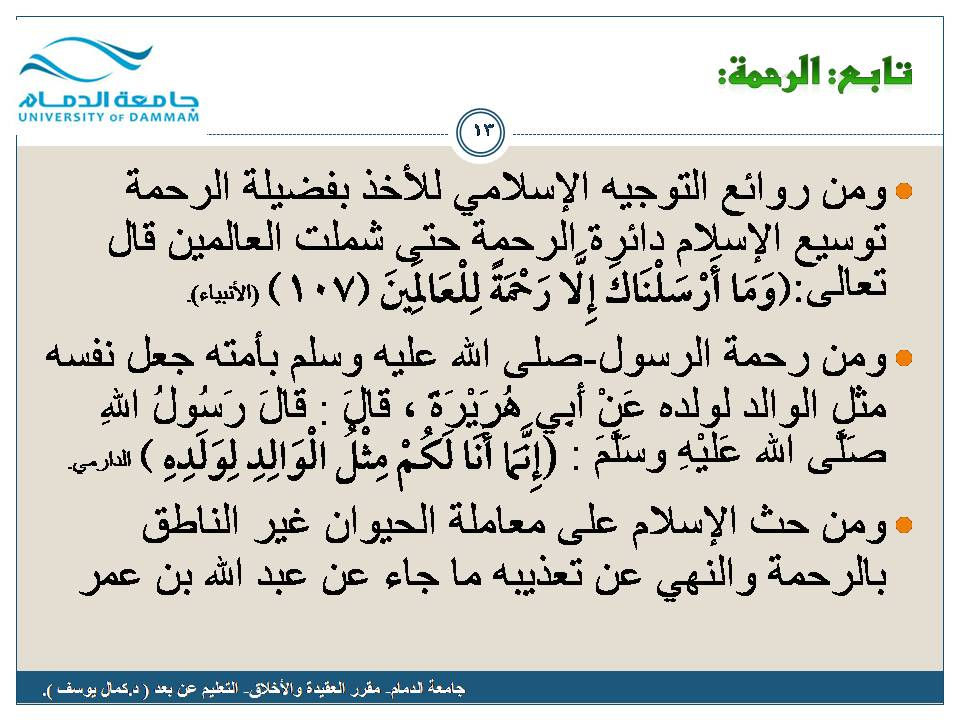 تابع: الرحمة:
جامعة الدمام
UNIVERSITY OF DAMMAM
١٣
ومن روائع التوجيه الإسلامي للأخذ بفضيلة الرحمة
توسيع الإسلام دائرة الرحمة حتى شملت العالمين قال
تعالى:(وَمَا أَرْسَلْنَاكَ إِلَّا رَحْمَةً لِلْعَالَمِينَ (١٠٧) (الأنبياء).
ومن رحمة الرسول-صلى الله عليه وسلم بأمته جعل نفسه
مثل الوالد لولده عَنْ أَبِي هُرَيْرَةَ ، قالَ : قالَ رَسُولُ اللهِ
صَلَّى الله عَلَيْهِ وسَلَّمَ : (إِنَّمَا أَنَا لَكُمْ مِثْلُ الْوَالِدِ لِوَلَدِهِ ) الدارمي.
ومن حث الإسلام على معاملة الحيوان غير الناطق
بالرحمة والنهي عن تعذيبه ما جاء عن عبد الله بن عمر
جامعة الدمام- مقرر العقيدة والأخلاق- التعليم عن بعد ( د.كمال يوسف ).